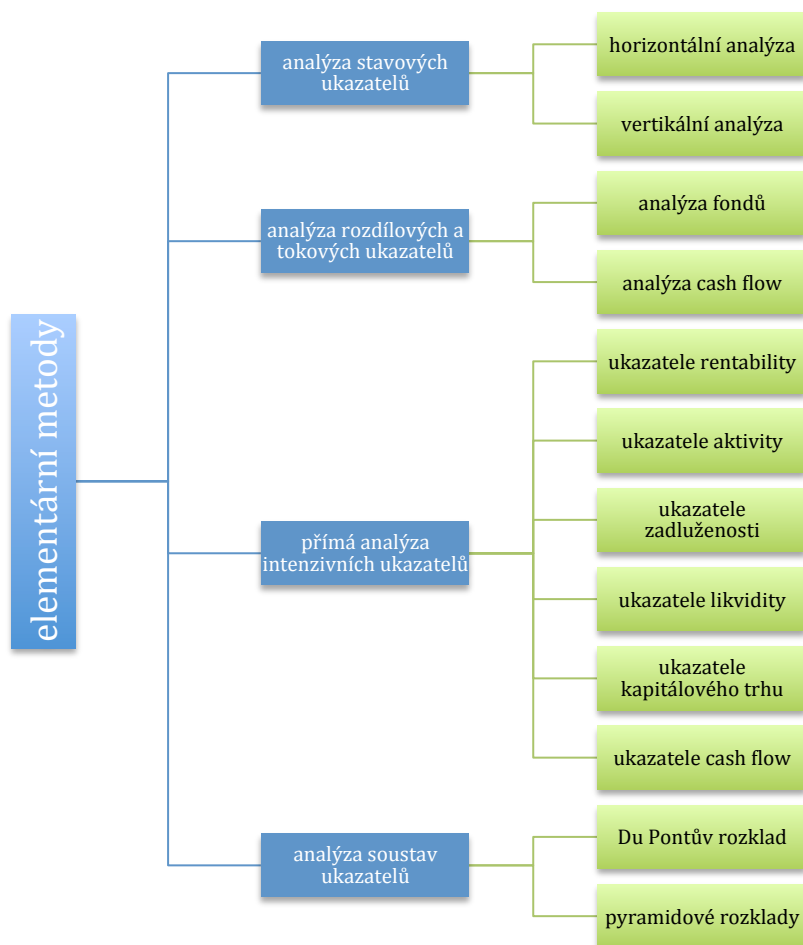 elementární metody
analýza stavových
ukazatelů
horizontální analýza
vertikální analýza
analýza rozdílových a
tokových ukazatelů
analýza fondů
analýza cash flow
přímá analýza
intenzivních ukazatelů
ukazatele rentability
ukazatele aktivity
ukazatele
zadluženosti
ukazatele likvidity
ukazatele
kapitálového trhu
ukazatele cash flow
analýza soustav
ukazatelů
Du Pontův rozklad
pyramidové rozklady